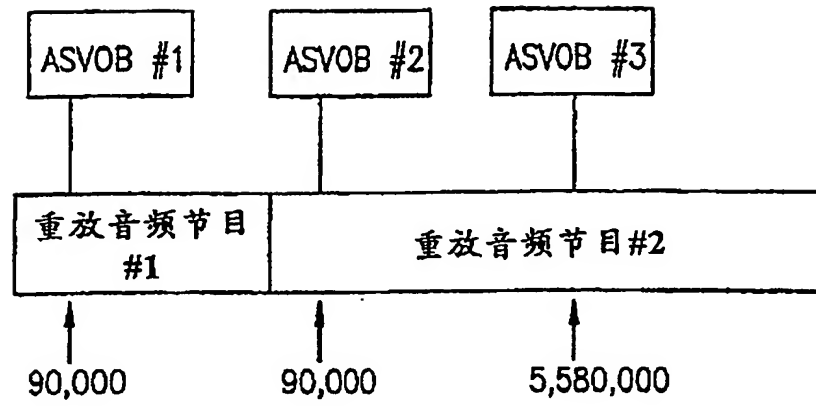 ASVOB #1
ASVOB #2
ASVOB #3
重放音频节目
#1
重放音频节目#2
90,000
90,000
5,580,000